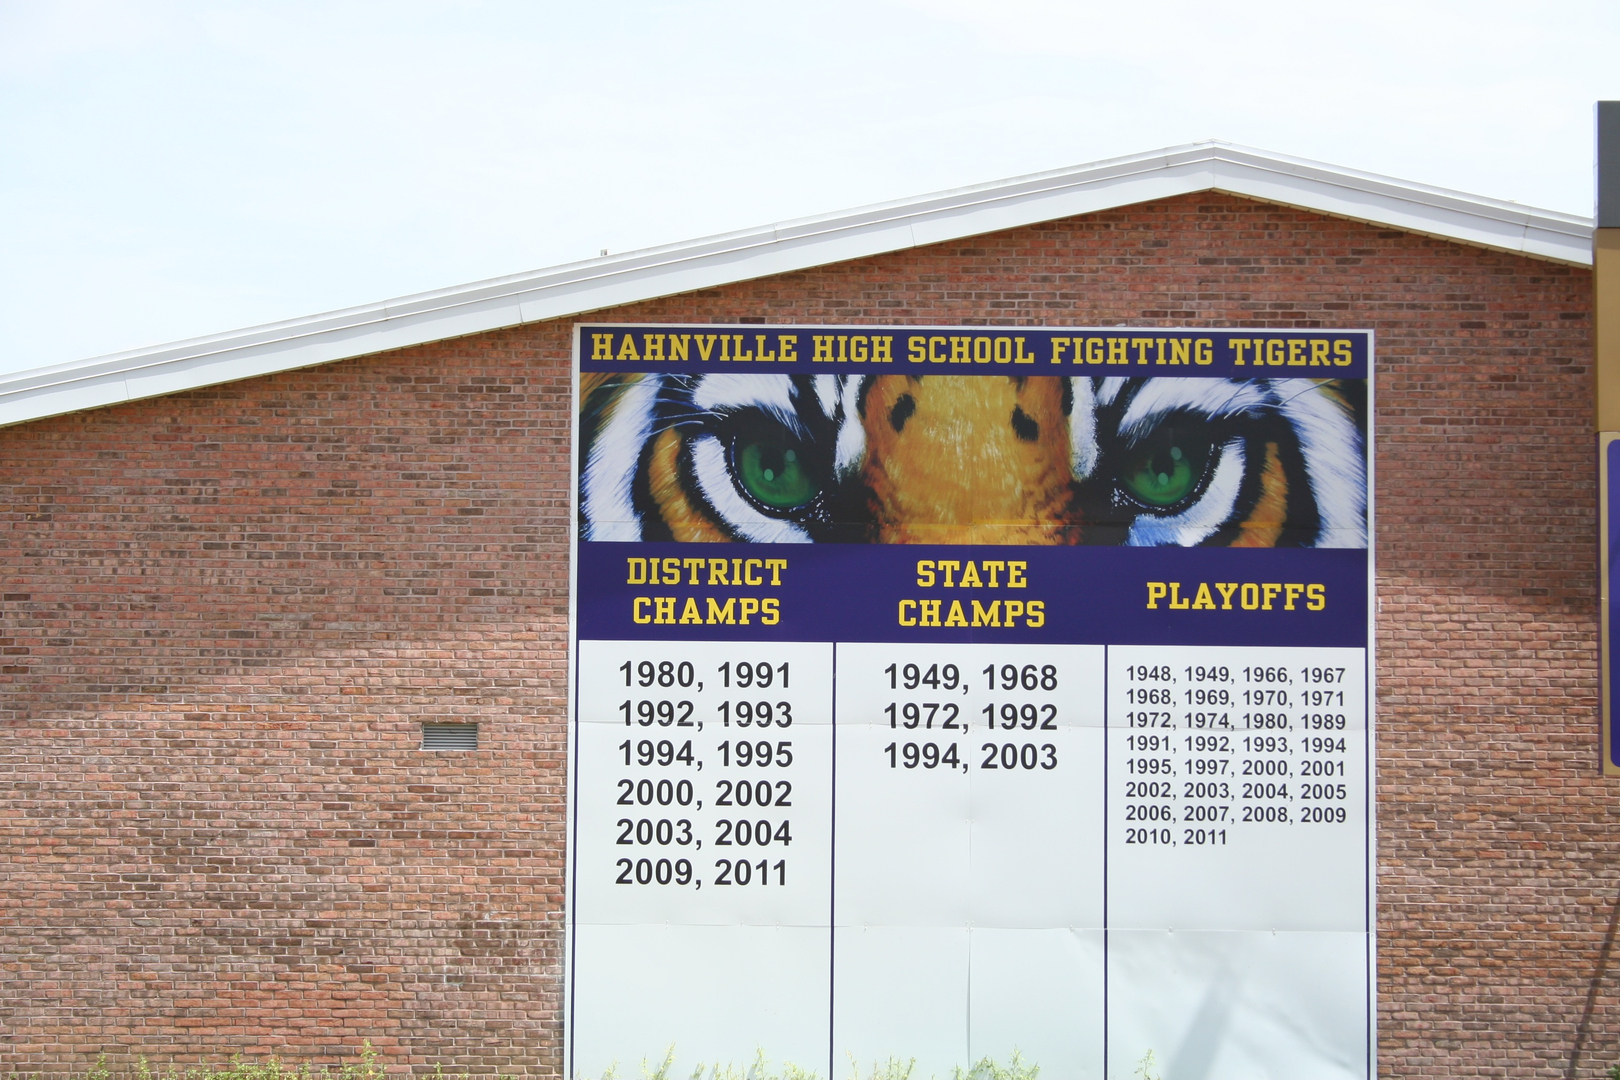 HAHNVILLE HIGH SCHOOL FIGHTING TIGERS
DISTRICT
CHAMPS
1980, 1991
1992, 1993
1994, 1995
2000, 2002
2003, 2004
2009, 2011
STATE
CHAMPS
1949, 1968
1972, 1992
1994, 2003
PLAYOFFS
1948, 1949, 1966, 1967
1968, 1969, 1970, 1971
1972, 1974, 1980, 1989
1991, 1992, 1993, 1994
1995, 1997, 2000, 2001
2002, 2003, 2004, 2005
2006, 2007, 2008, 2009
2010, 2011